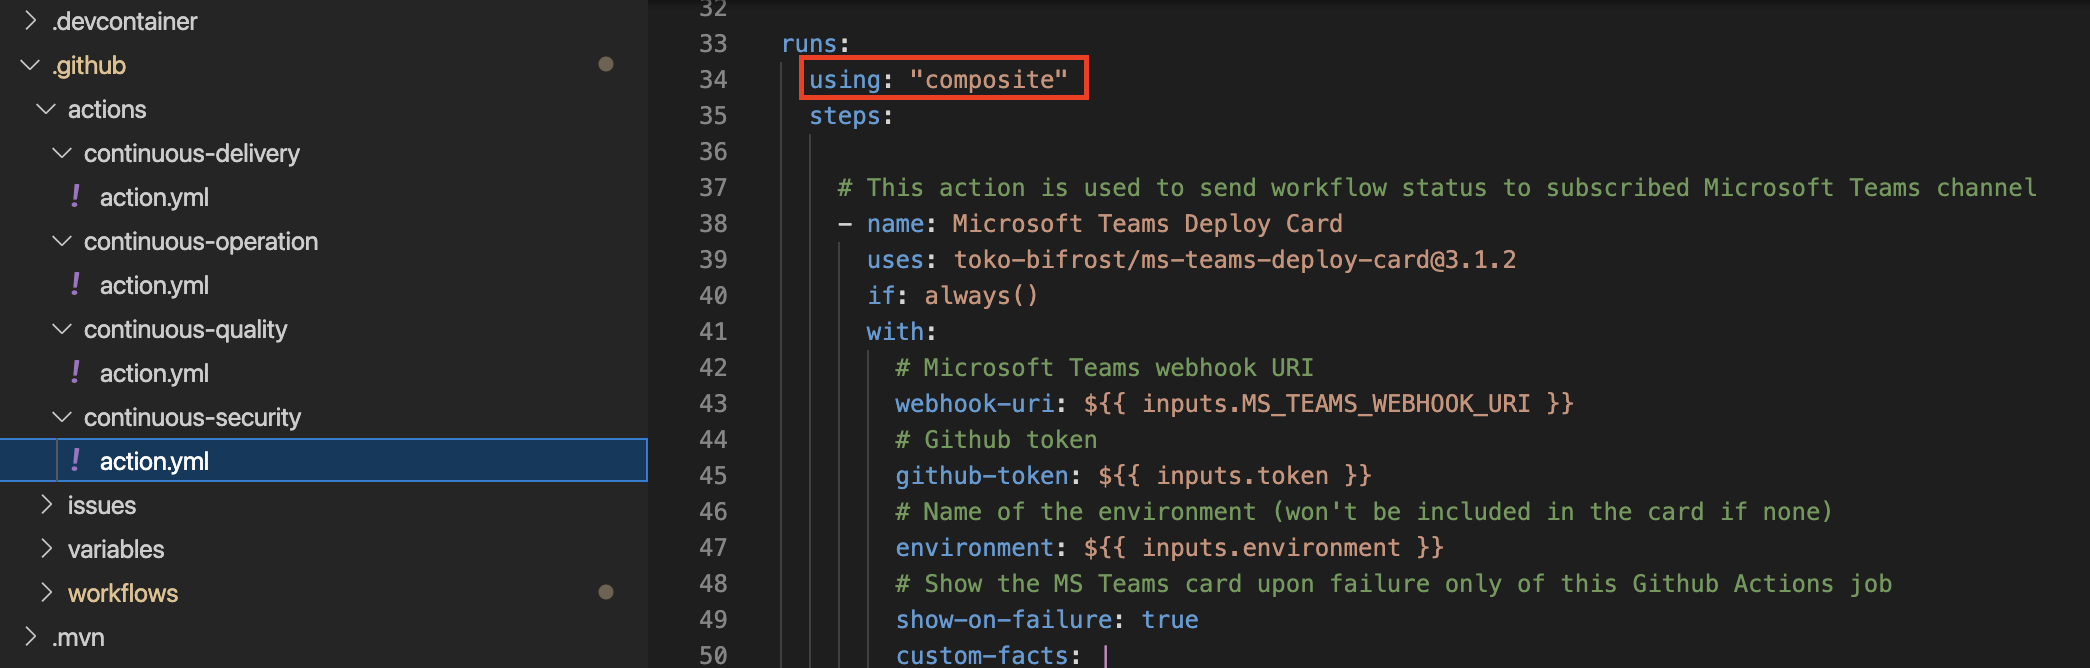 .devcontainer
.github
actions
continuous-delivery
! action.yml
continuous-operation
! action.yml
continuous-quality
! action.yml
continuous-security
! action.yml
issues
variables
workflows
.mvn
32
33 runs:
34 using: "composite"
35 steps:
36
37 # This action is used to send workflow status to subscribed Microsoft Teams channel
38 - name: Microsoft Teams Deploy Card
39 uses: toko-bifrost/ms-teams-deploy-card@3.1.2
40 if: always()
41 with:
42 # Microsoft Teams webhook URI
43 webhook-uri: ${{ inputs.MS_TEAMS_WEBHOOK_URI }}
44 # Github token
45 github-token: ${{ inputs.token }}
46 # Name of the environment (won't be included in the card if none)
47 environment: ${{ inputs.environment }}
48 # Show the MS Teams card upon failure only of this Github Actions job
49 show-on-failure: true
50 custom-facts: |